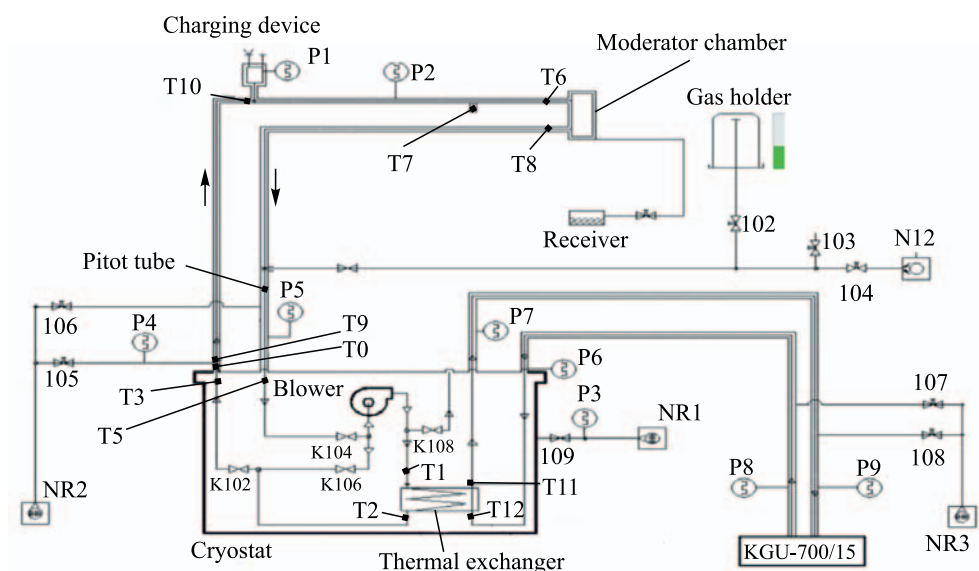 Charging device
P1
T10
P2
T6
Moderator chamber
Gas holder
T7
T8
Receiver
102
103
N12
104
Pitot tube
106
P4
P5
T9
T0
105
T3
Blower
T5
P7
P6
P3
NR1
107
K104
K108
109
108
K102
K106
T1
T11
P8
P9
NR2
T2
T12
NR3
Cryostat
Thermal exchanger
KGU-700/15